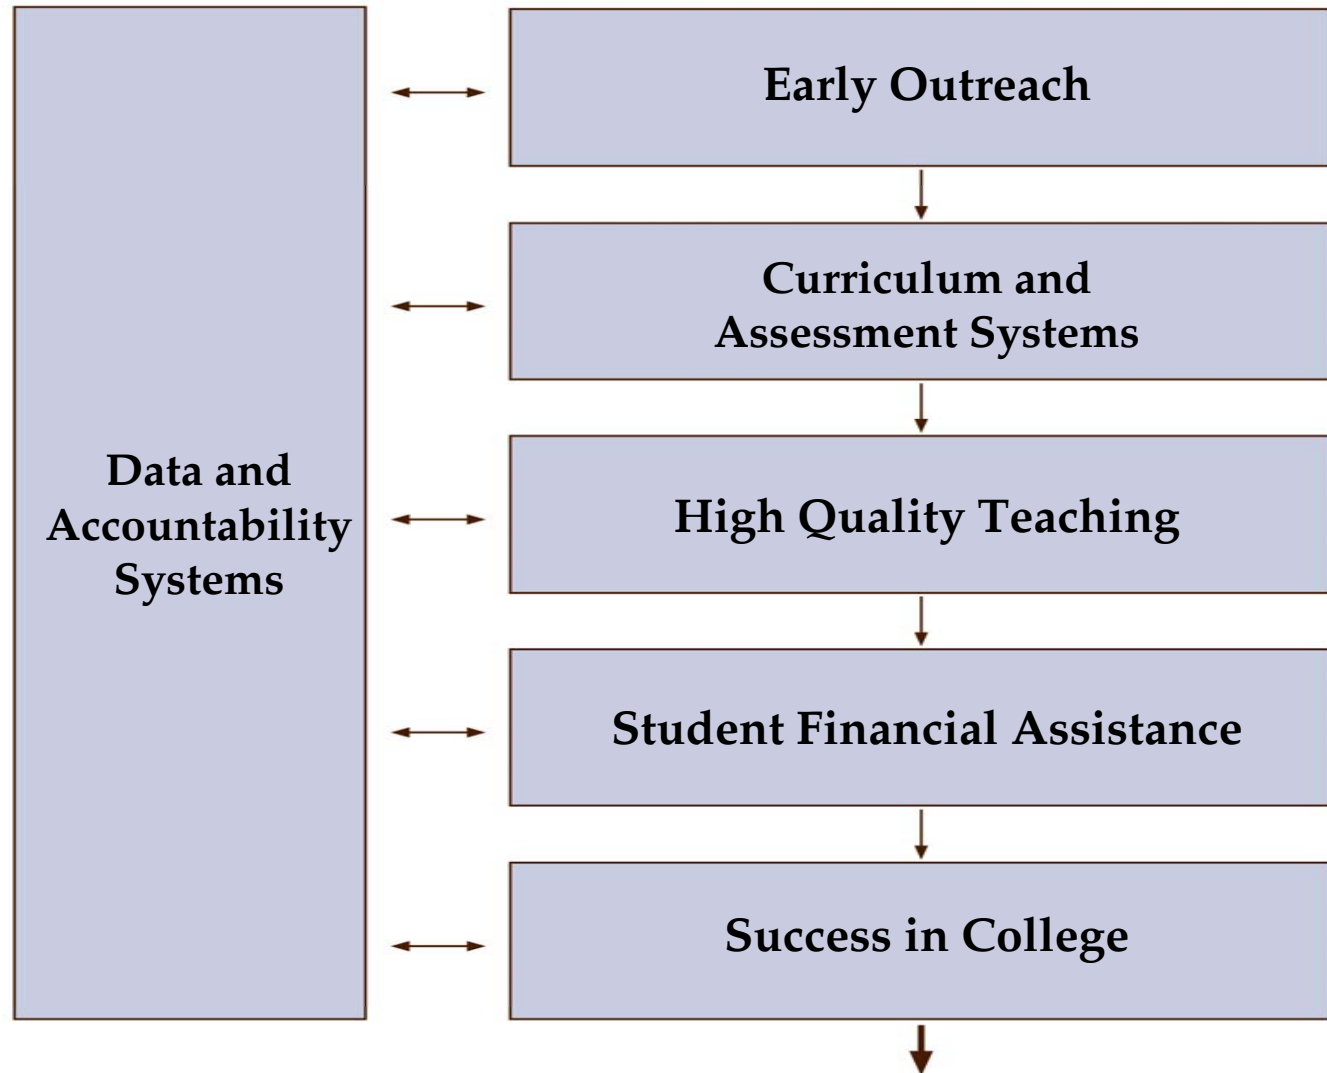 Data and
Accountability
Systems
Early Outreach
Curriculum and
Assessment Systems
High Quality Teaching
Student Financial Assistance
Success in College